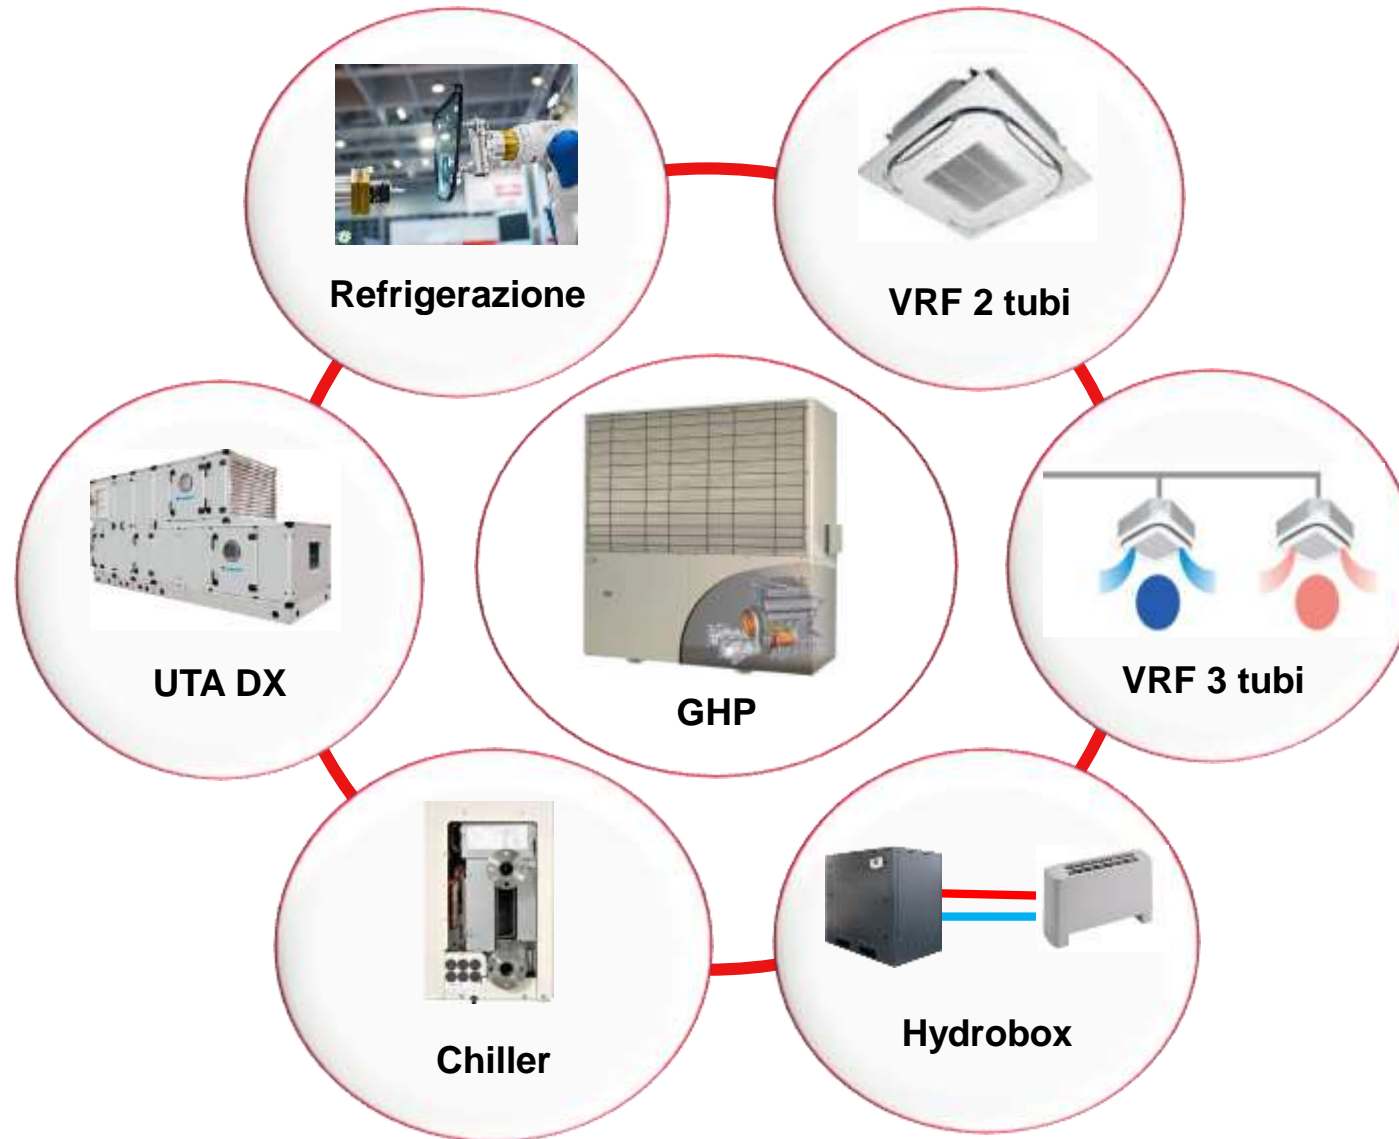 Refrigerazione
VRF 2 tubi
UTA DX
GHP
VRF 3 tubi
Chiller
Hydrobox